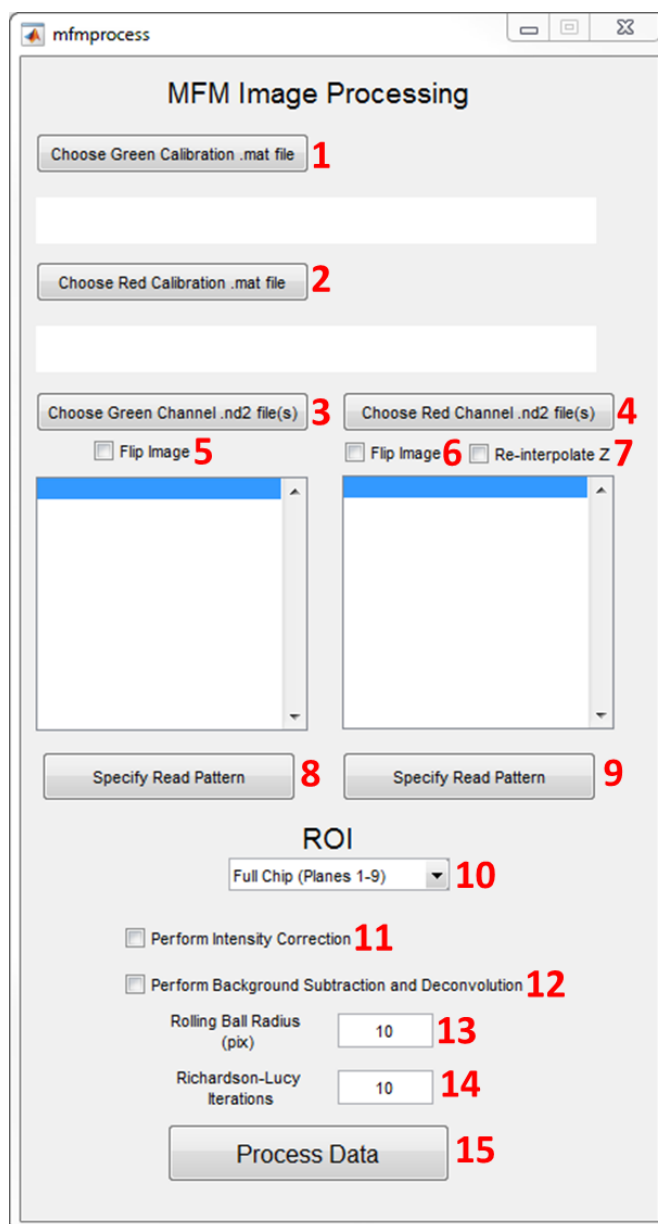 mfmprocess
MFM Image Processing
Choose Green Calibration .mat file 1
Choose Red Calibration .mat file 2
Choose Green Channel .nd2 file(s) 3 Choose Red Channel .nd2 file(s) 4
Flip Image 5 Flip Image 6 Re-interpolate Z 7
Specify Read Pattern 8 Specify Read Pattern 9
ROI
Full Chip (Planes 1-9) 10
Perform Intensity Correction 11
Perform Background Subtraction and Deconvolution 12
Rolling Ball Radius
(pix) 10 13
Richardson-Lucy
Iterations 10 14
Process Data 15